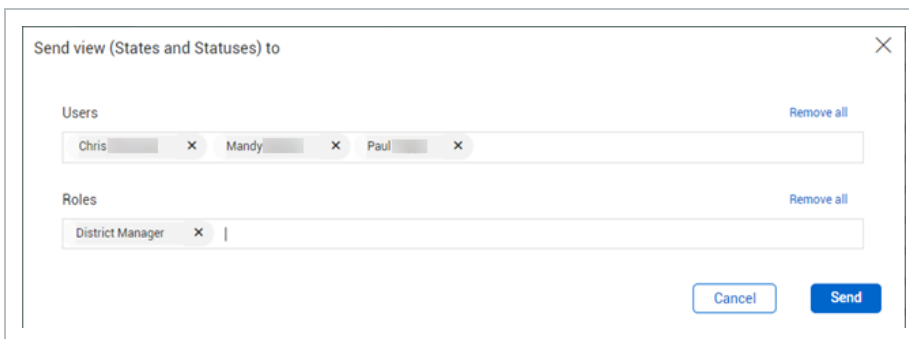 Send view (States and Statuses) to
Users Remove all
Chris Mandy Paul
Roles Remove all
District Manager
Cancel Send